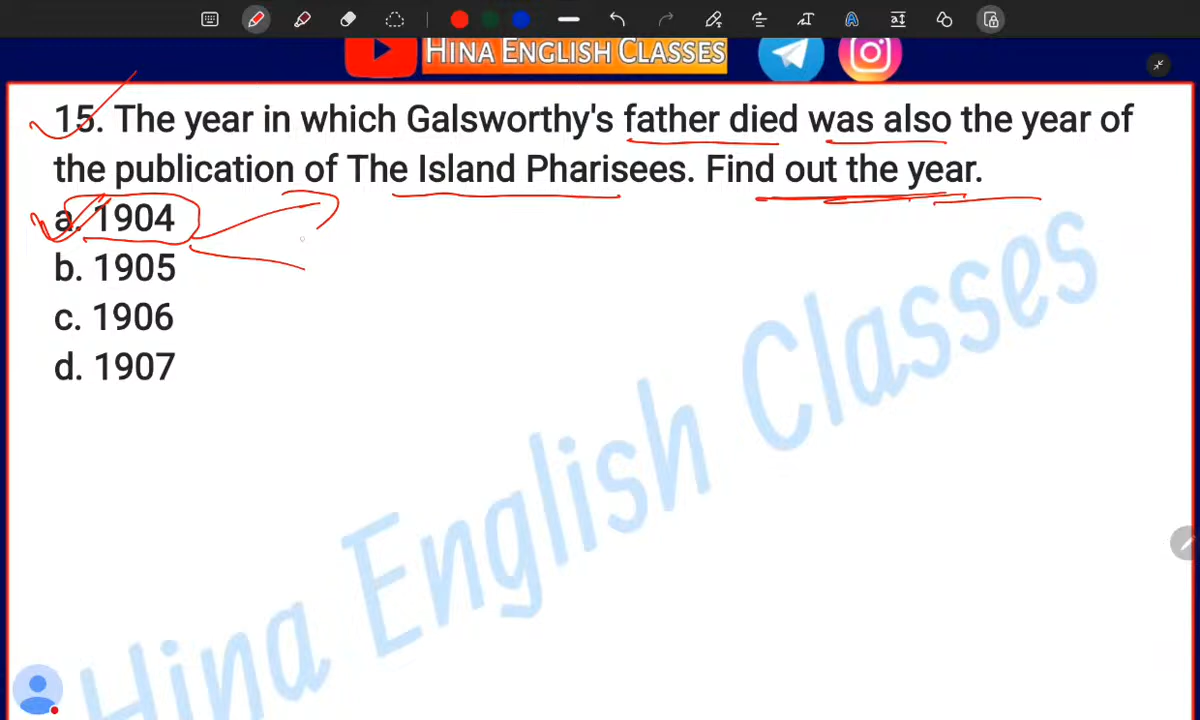 HINA ENGLISH CLASSES
15. The year in which Galsworthy's father died was also the year of
the publication of The Island Pharisees. Find out the year.
a. 1904
b. 1905
c. 1906
d. 1907
Hina English Classes